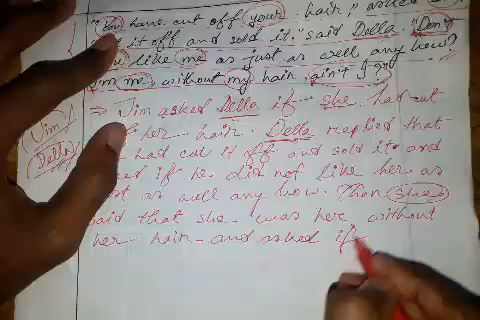 "You have cut off your hair," asked
it off and sold it," said Della. "Don't
like me as just as well any how?
I'm me, without my hair, ain't I?"
Jim
Della
⇒ Jim asked Della if she had cut
her hair. Della replied that
had cut it off and sold it and
if he did not like her as
as well any how. Then she
said that she was her without
her hair and asked if